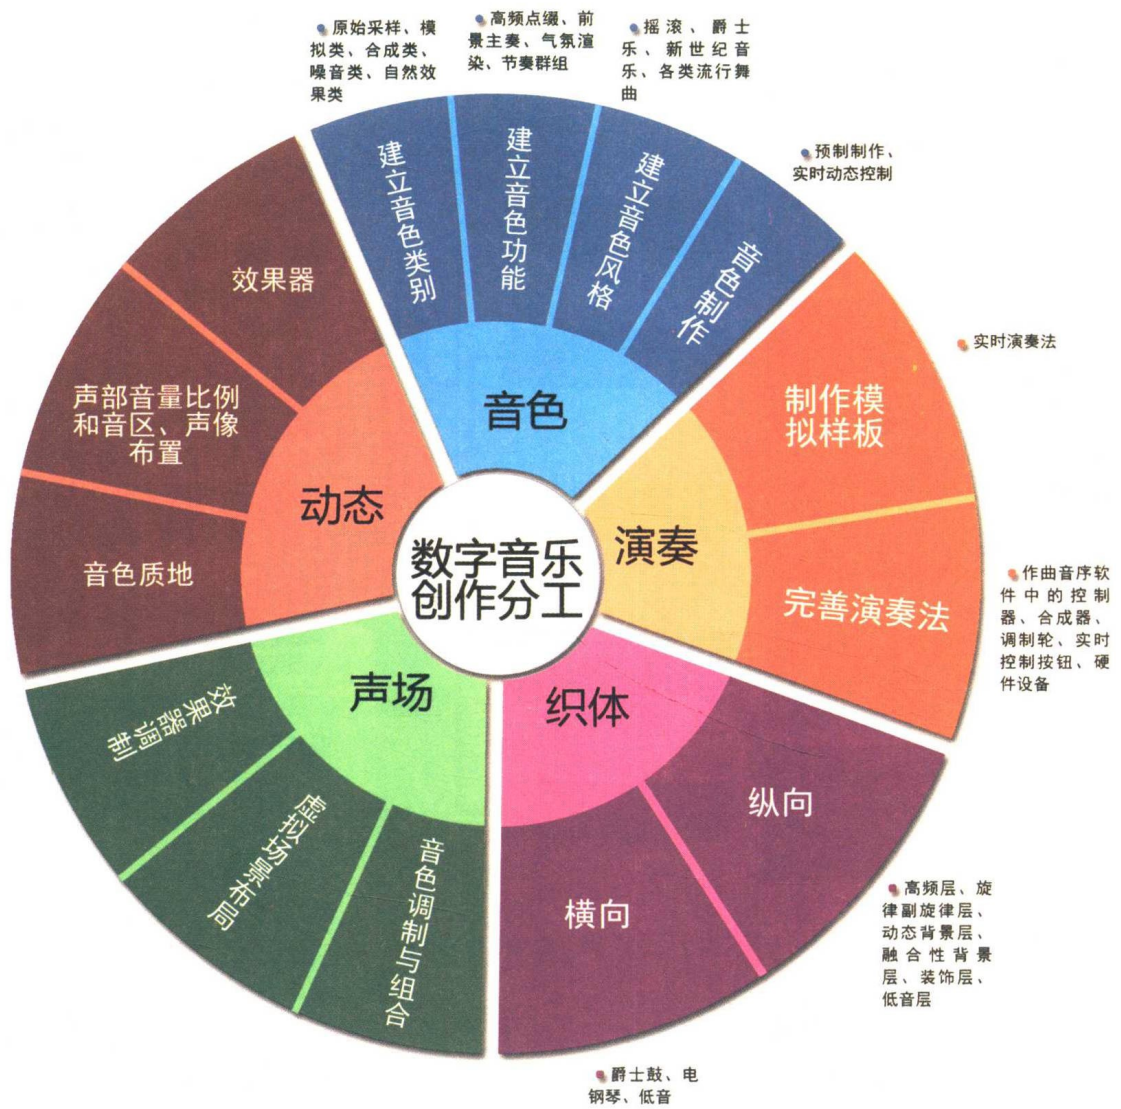 原始采样、模
拟类、合成类、
噪音类、自然效
果类
高频点缀、前
景主奏、气氛渲
染、节奏群组
摇滚、爵士
乐、新世纪音
乐、各类流行舞
曲
预制制作、
实时动态控制
建立音色类别
建立音色功能
建立音色风格
音色制作
音色
实时演奏法
制作模
拟样板
完善演奏法
演奏
作曲音序软
件中的控制
器、合成器、
调制轮、实时
控制按钮、硬
件设备
效果器
声部音量比例
和音区、声像
布置
音色质地
动态
数字音乐
创作分工
声场
效果器调制
虚拟场景布局
音色调制与组合
织体
纵向
横向
高频层、旋
律副旋律层、
动态背景层、
融合性背景
层、装饰层、
低音层
爵士鼓、电
钢琴、低音